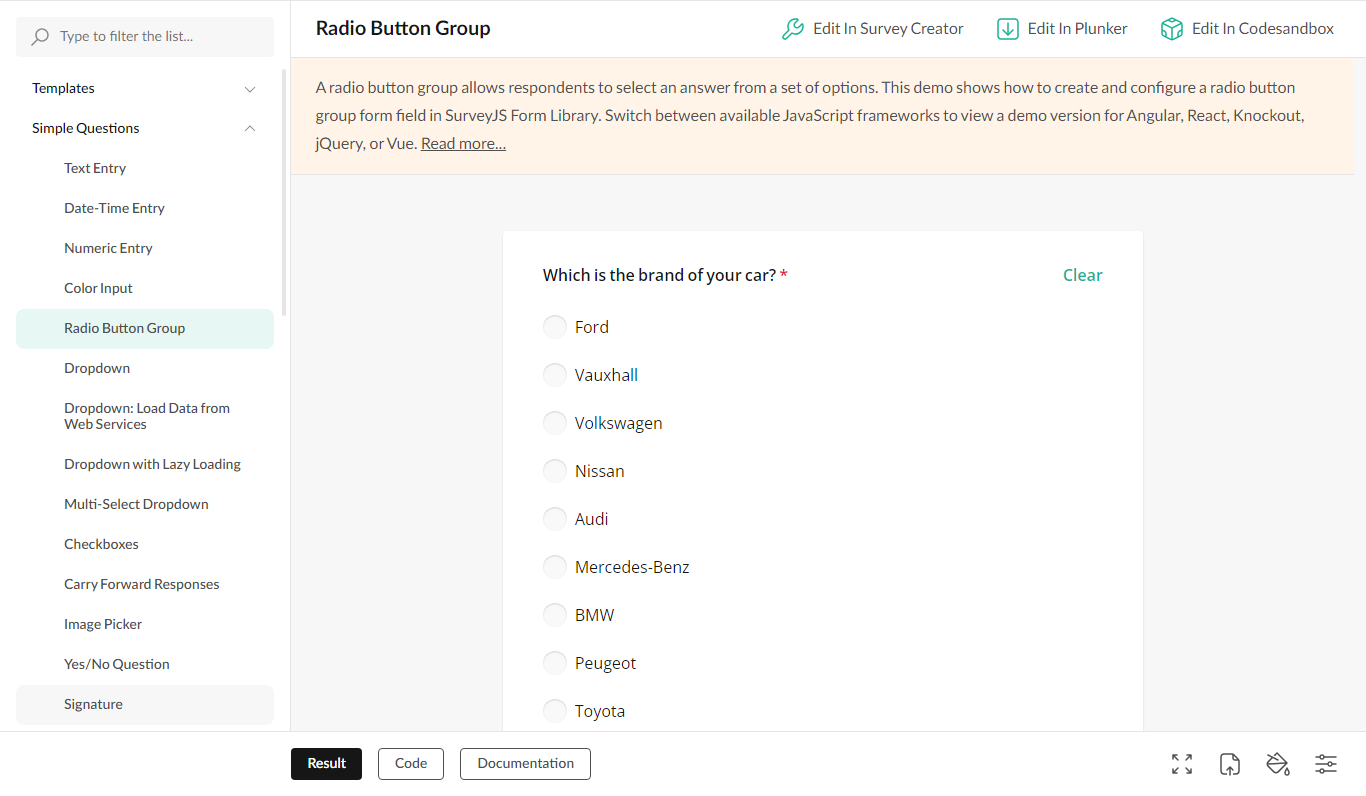 Type to filter the list...
Templates
Simple Questions
Text Entry
Date-Time Entry
Numeric Entry
Color Input
Radio Button Group
Dropdown
Dropdown: Load Data from
Web Services
Dropdown with Lazy Loading
Multi-Select Dropdown
Checkboxes
Carry Forward Responses
Image Picker
Yes/No Question
Signature
Radio Button Group
Edit In Survey Creator
Edit In Plunker
Edit In Codesandbox
A radio button group allows respondents to select an answer from a set of options. This demo shows how to create and configure a radio button
group form field in SurveyJS Form Library. Switch between available JavaScript frameworks to view a demo version for Angular, React, Knockout,
jQuery, or Vue. Read more...
Which is the brand of your car? *
Clear
Ford
Vauxhall
Volkswagen
Nissan
Audi
Mercedes-Benz
BMW
Peugeot
Toyota
Result
Code
Documentation